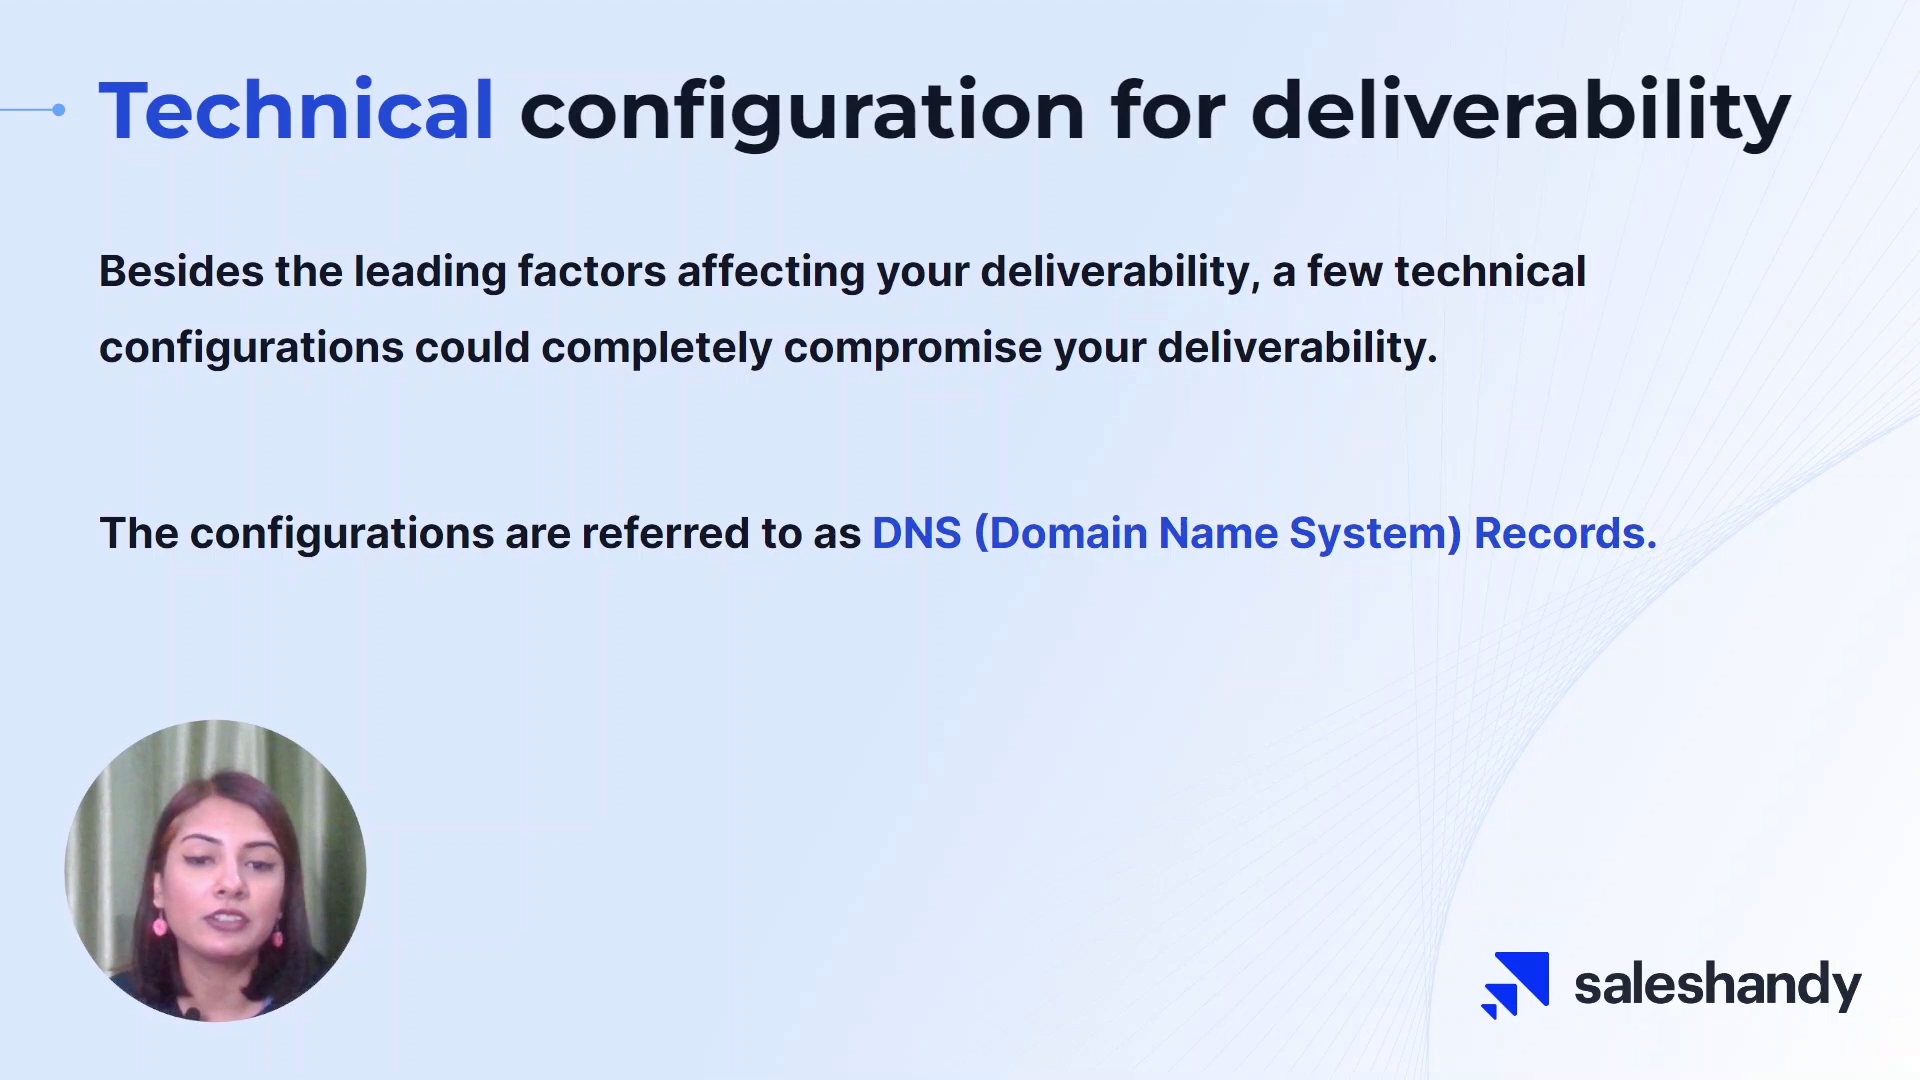 Technical configuration for deliverability
Besides the leading factors affecting your deliverability, a few technical
configurations could completely compromise your deliverability.
The configurations are referred to as DNS (Domain Name System) Records.
saleshandy